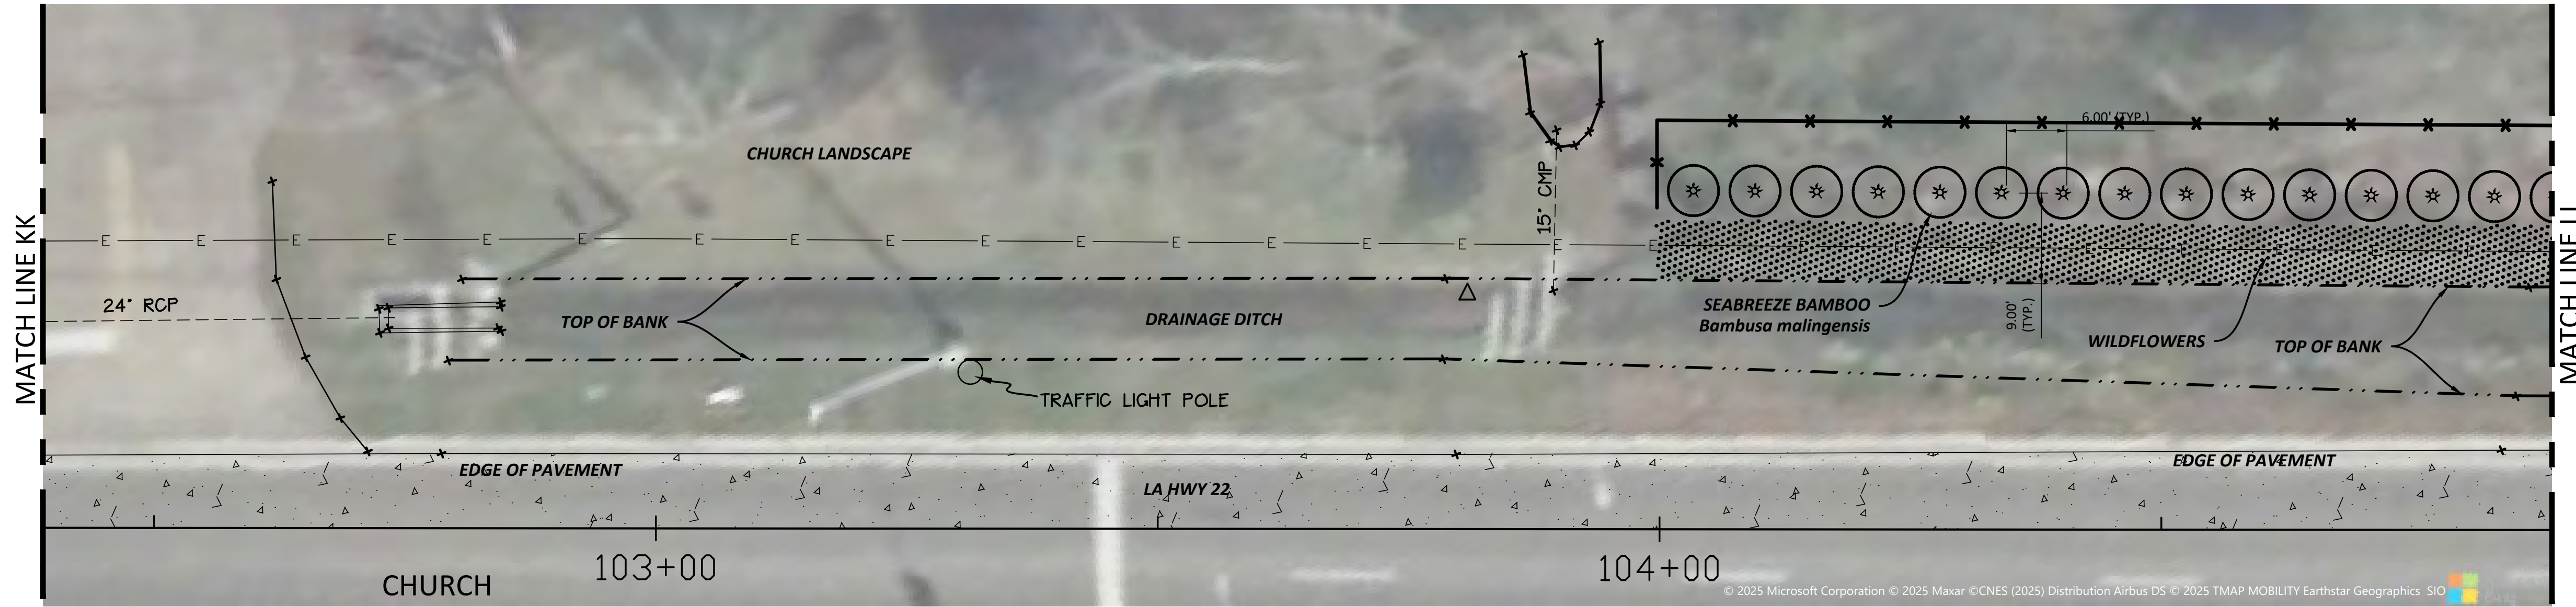 MATCH LINE KK
CHURCH LANDSCAPE
6.00' (TYP.)
15" CMP
E E E E E E E E E E E E E E E E E
24" RCP
TOP OF BANK
DRAINAGE DITCH
SEABREEZE BAMBOO
Bambusa malingensis
9.00'
(TYP.)
WILDFLOWERS
TOP OF BANK
TRAFFIC LIGHT POLE
EDGE OF PAVEMENT
EDGE OF PAVEMENT
LA HWY 22
103+00
104+00
CHURCH
© 2025 Microsoft Corporation © 2025 Maxar ©CNES (2025) Distribution Airbus DS © 2025 TMAP MOBILITY Earthstar Geographics SIO
MATCH LINE LL